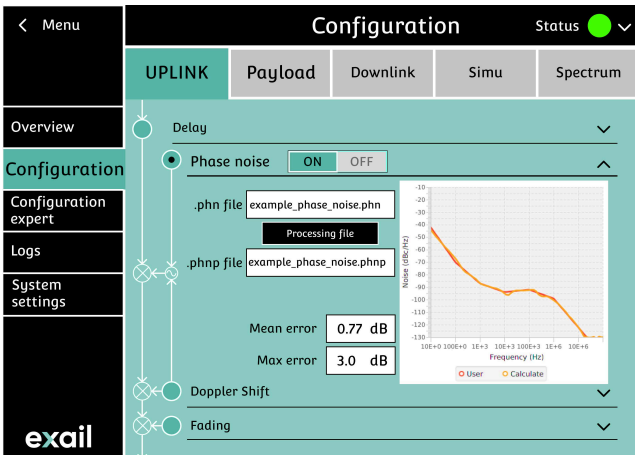 Menu
Configuration
Status
UPLINK
Payload
Downlink
Simu
Spectrum
Overview
Configuration
Configuration
expert
Logs
System
settings
exail
Delay
Phase noise
ON
OFF
.phn file
example_phase_noise.phn
Processing file
.phnp file
example_phase_noise.phnp
Mean error
0.77 dB
Max error
3.0 dB
Noise (dBc/Hz)
-10
-20
-30
-40
-50
-60
-70
-80
-90
-100
-110
-120
-130
10E+0 100E+0 1E+3 10E+3 100E+3 1E+6 10E+6
Frequency (Hz)
User
Calculate
Doppler Shift
Fading